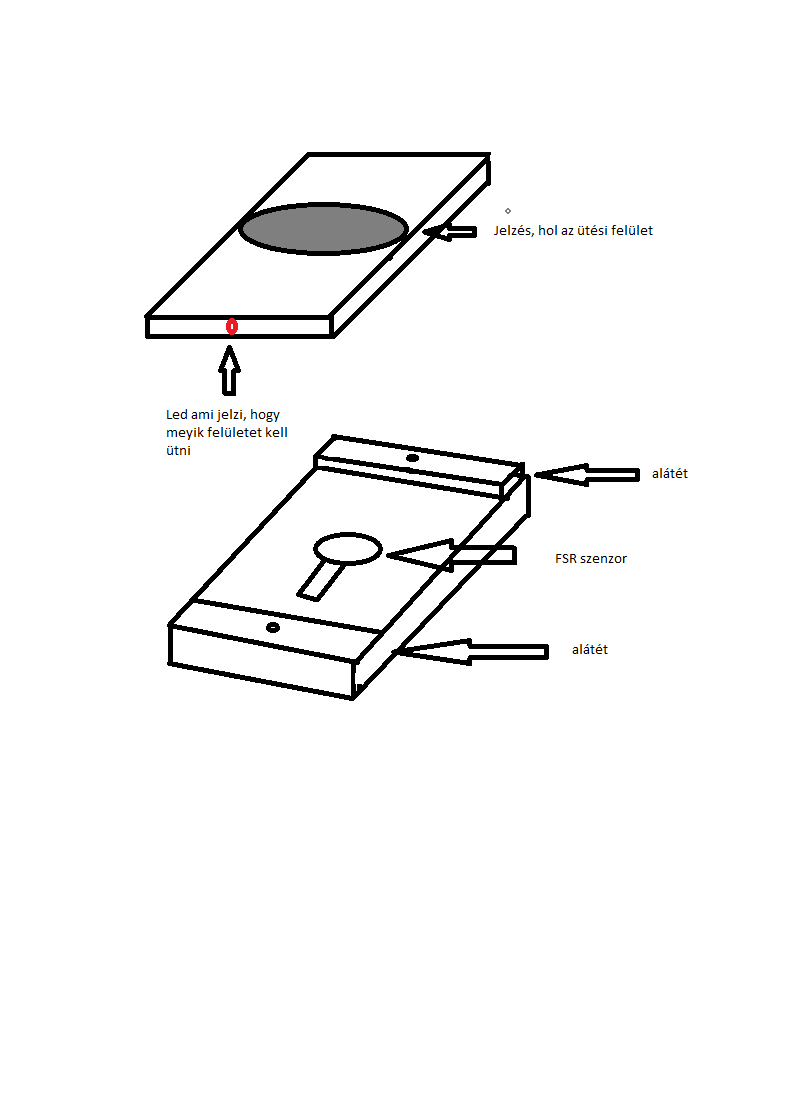 Jelzés, hol az ütési felület
Led ami jelzi, hogy
meyik felületet kell
ütni
alátét
FSR szenzor
alátét